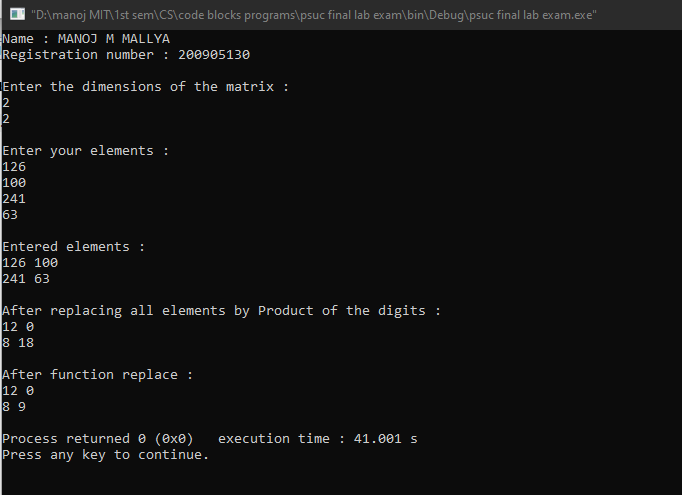 "D:\manoj MIT\1st sem\CS\code blocks programs\psuc final lab exam\bin\Debug\psuc final lab exam.exe"
Name : MANOJ M MALLYA
Registration number : 200905130
Enter the dimensions of the matrix :
2
2
Enter your elements :
126
100
241
63
Entered elements :
126 100
241 63
After replacing all elements by Product of the digits :
12 0
8 18
After function replace :
12 0
8 9
Process returned 0 (0x0)   execution time : 41.001 s
Press any key to continue.